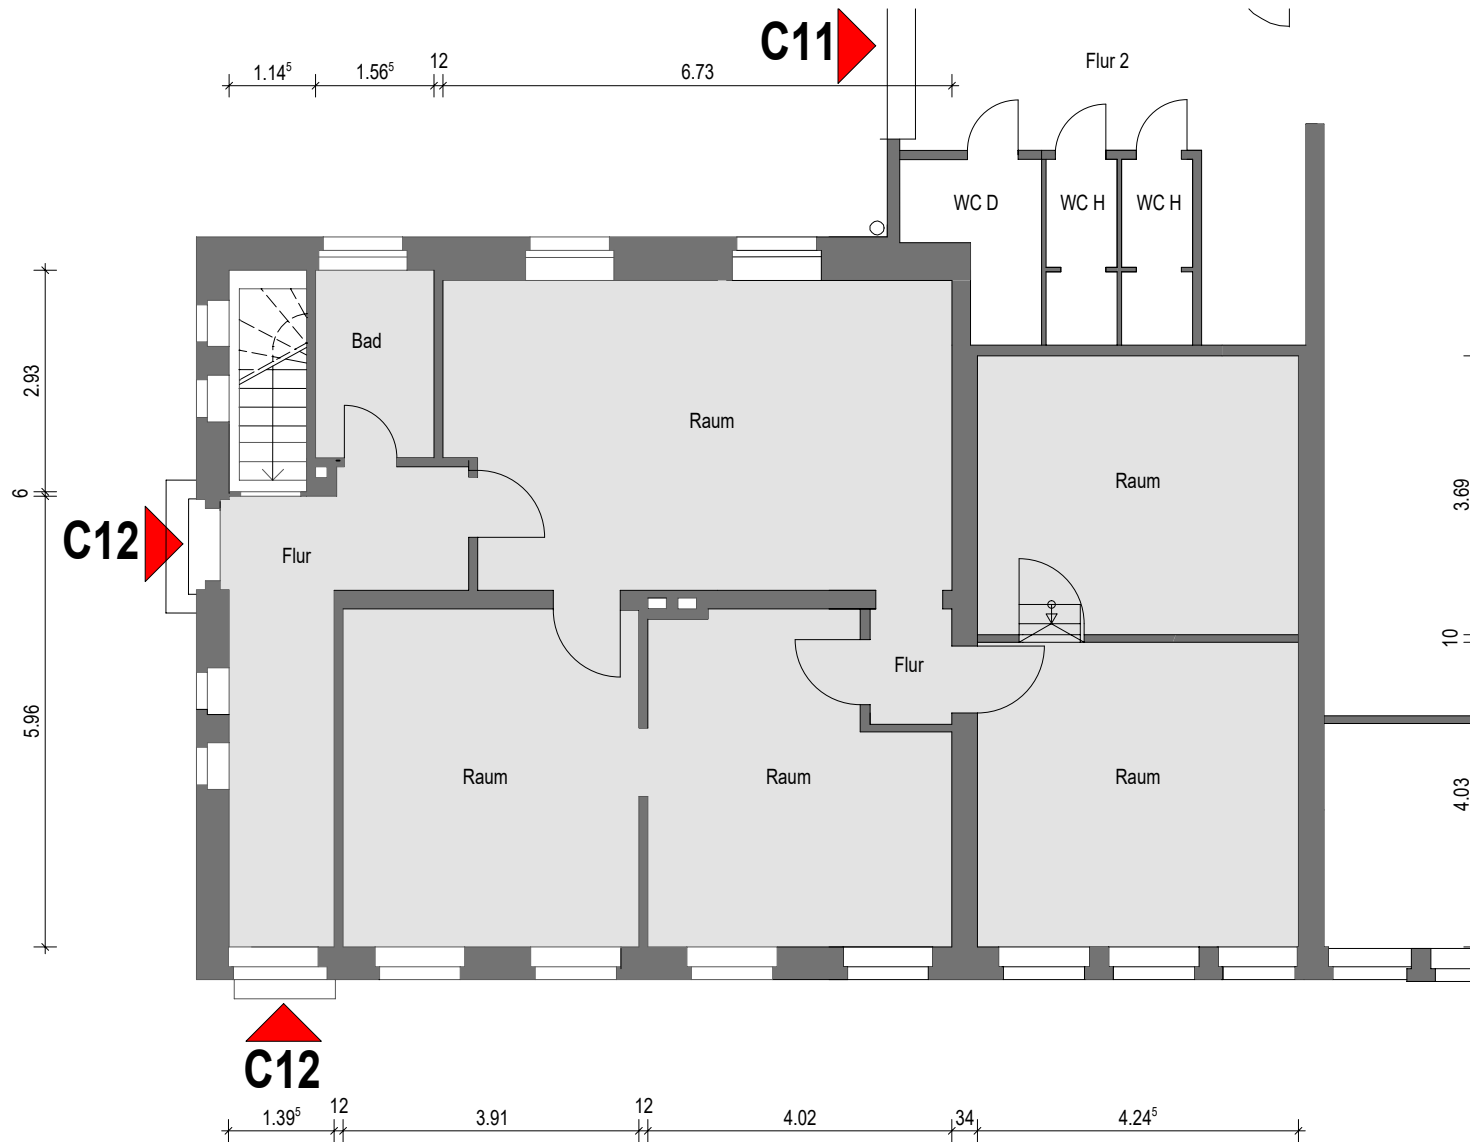 C11
Flur 2
1.14⁵
1.56⁵
12
6.73
WC D
WC H
WC H
Bad
2.93
Raum
Raum
3.69
6
C12
Flur
10
Flur
5.96
Raum
Raum
Raum
4.03
C12
1.39⁵
12
3.91
12
4.02
34
4.24⁵